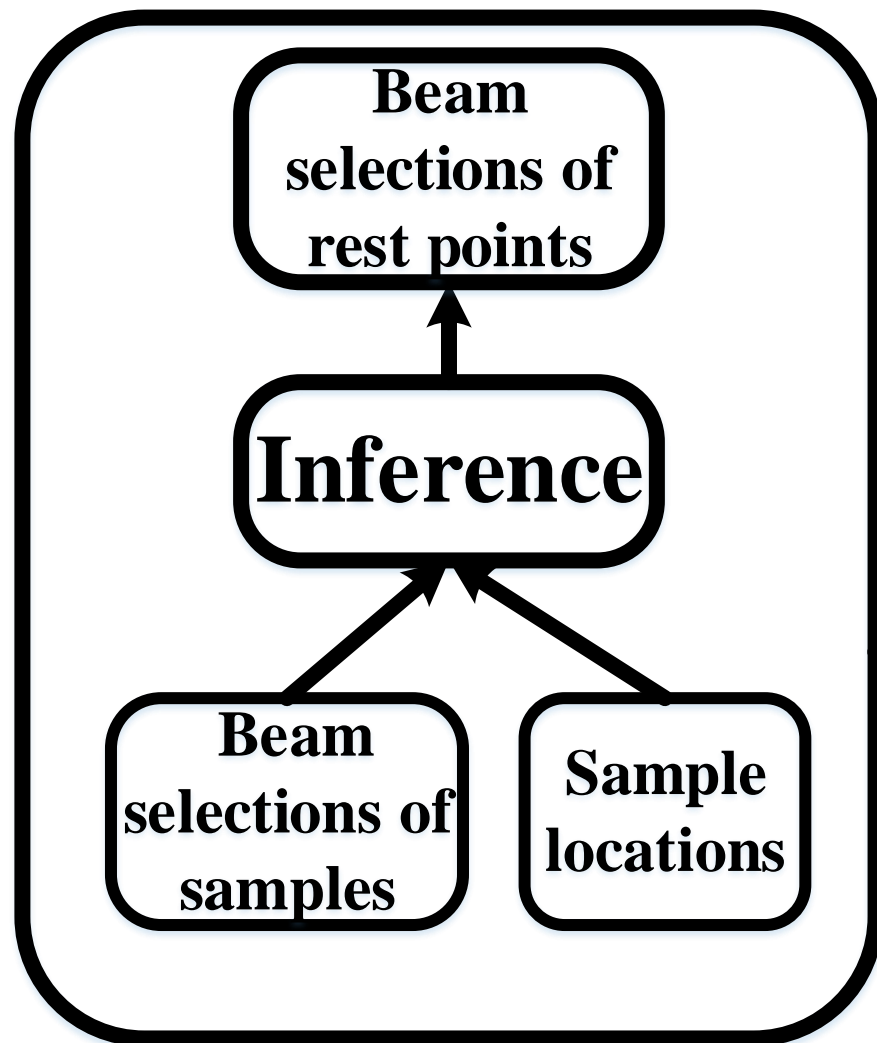 Beam
selections of
rest points
Inference
Beam
selections of
samples
Sample
locations